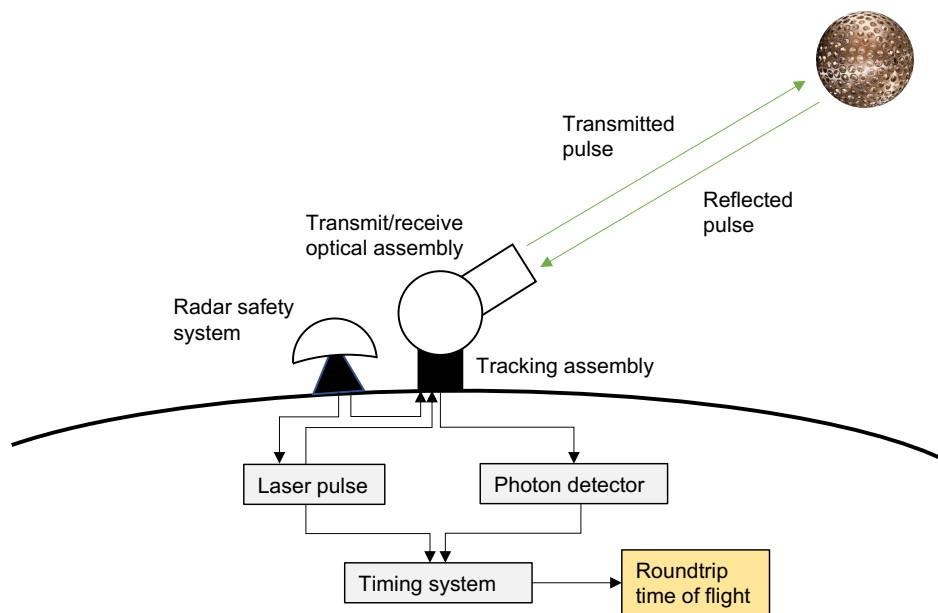 Transmitted
pulse
Reflected
pulse
Transmit/receive
optical assembly
Radar safety
system
Tracking assembly
Laser pulse
Photon detector
Timing system
Roundtrip
time of flight